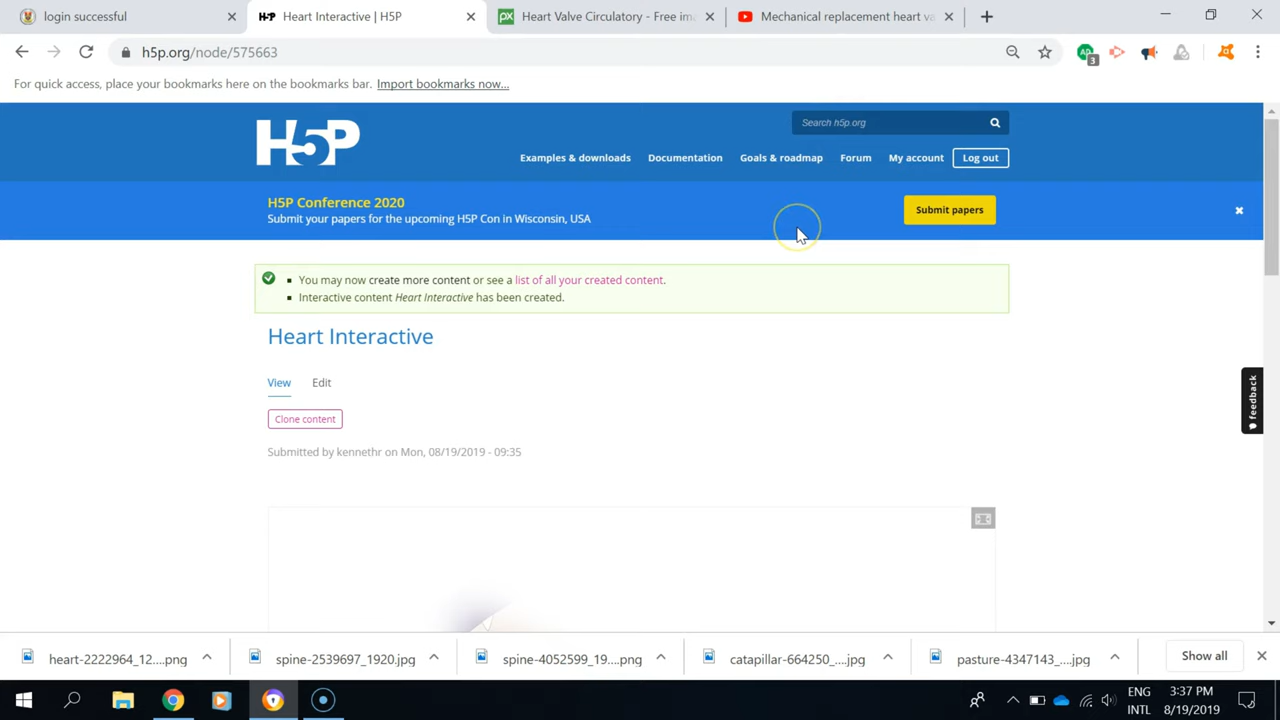 login successful
Heart Interactive | H5P
Heart Valve Circulatory - Free im
Mechanical replacement heart va
h5p.org/node/575663
3
For quick access, place your bookmarks here on the bookmarks bar. Import bookmarks now...
H5P
Search h5p.org
Examples & downloads Documentation Goals & roadmap Forum My account Log out
H5P Conference 2020
Submit your papers for the upcoming H5P Con in Wisconsin, USA
Submit papers
You may now create more content or see a list of all your created content.
Interactive content Heart Interactive has been created.
Heart Interactive
View Edit
feedback
Clone content
Submitted by kennethr on Mon, 08/19/2019 - 09:35
heart-2222964_12....png
spine-2539697_1920.jpg
spine-4052599_19....png
catapillar-664250_....jpg
pasture-4347143_....jpg
Show all
ENG
INTL
3:37 PM
8/19/2019